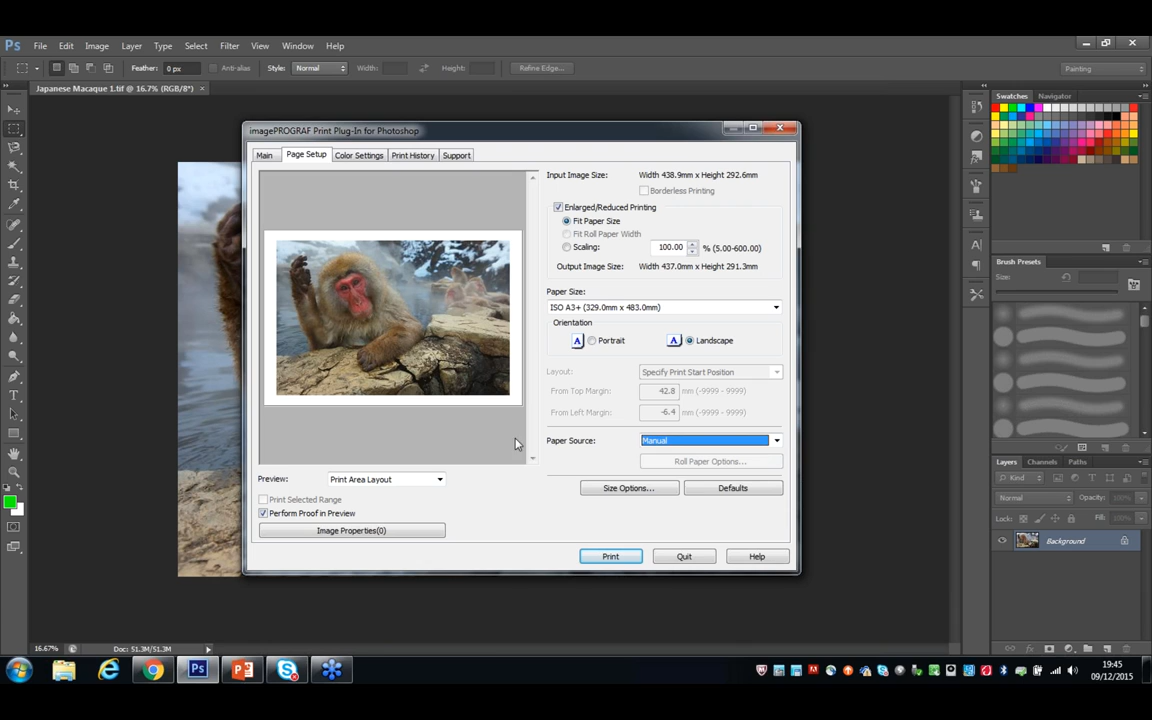 Ps File Edit Image Layer Type Select Filter View Window Help
Feather: 0 px Anti-alias Style: Normal Width: Height: Refine Edge... Painting
Japanese Macaque 1.tif @ 16.7% (RGB/8*) ×
Swatches Navigator
imagePROGRAF Print Plug-In for Photoshop
Main Page Setup Color Settings Print History Support
Input Image Size: Width 438.9mm x Height 292.6mm
Borderless Printing
Enlarged/Reduced Printing
Fit Paper Size
Fit Roll Paper Width
Scaling: 100.00 % (5.00-600.00)
Output Image Size: Width 437.0mm x Height 291.3mm
Paper Size:
ISO A3+ (329.0mm x 483.0mm)
Orientation
A Portrait A Landscape
Layout: Specify Print Start Position
From Top Margin: 42.8 mm (-9999 - 9999)
From Left Margin: -6.4 mm (-9999 - 9999)
Paper Source: Manual
Roll Paper Options...
Size Options... Defaults
Preview: Print Area Layout
Print Selected Range
Perform Proof in Preview
Image Properties(0)
Print Quit Help
Brush Presets
Size:
Layers Channels Paths
Kind
Normal Opacity:
Lock: Fill:
Background
16.67% Doc: 51.3M/51.3M
Ps
19:45
09/12/2015